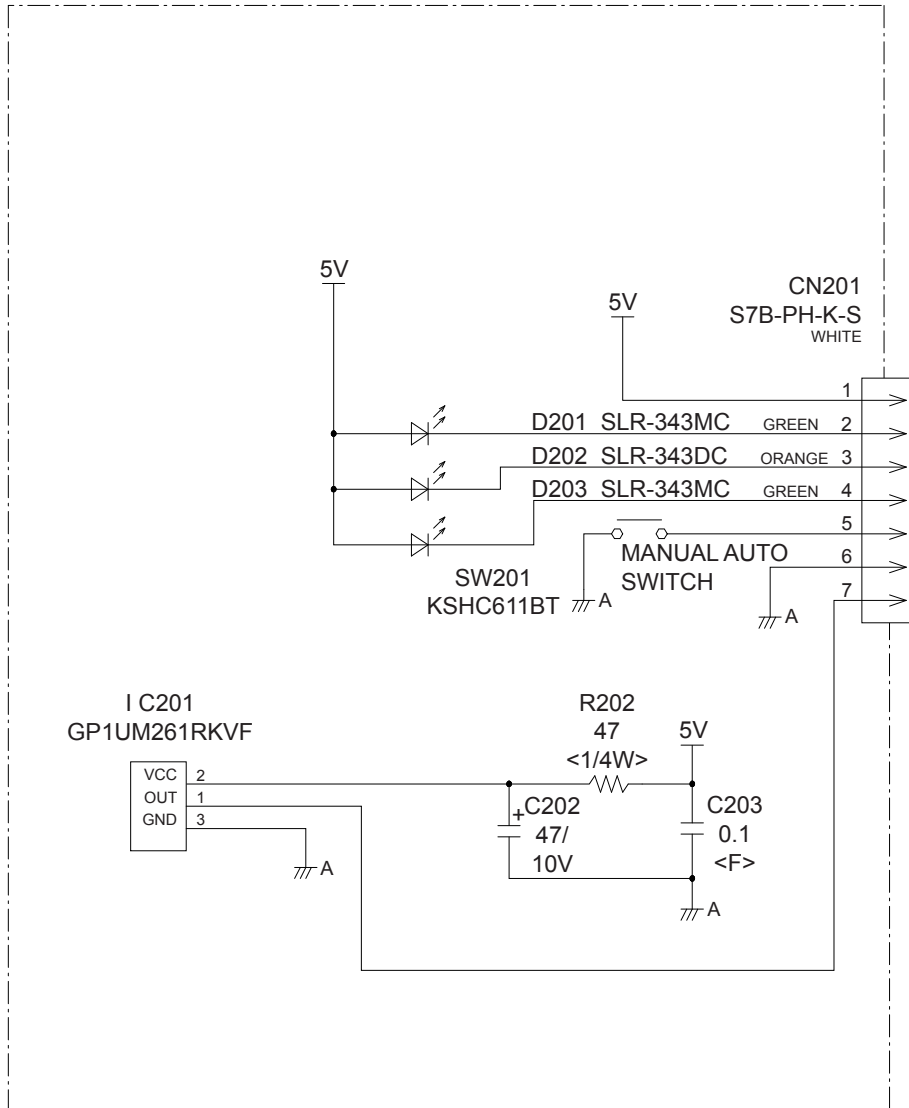 5V
CN201
S7B-PH-K-S
WHITE
5V
1
D201 SLR-343MC GREEN 2
D202 SLR-343DC ORANGE 3
D203 SLR-343MC GREEN 4
5
MANUAL AUTO
SWITCH
6
SW201
KSHC611BT
A
A
7
I C201
GP1UM261RKVF
R202
47
<1/4W>
5V
VCC 2
OUT 1
GND 3
A
+
C202
47/
10V
C203
0.1
<F>
A